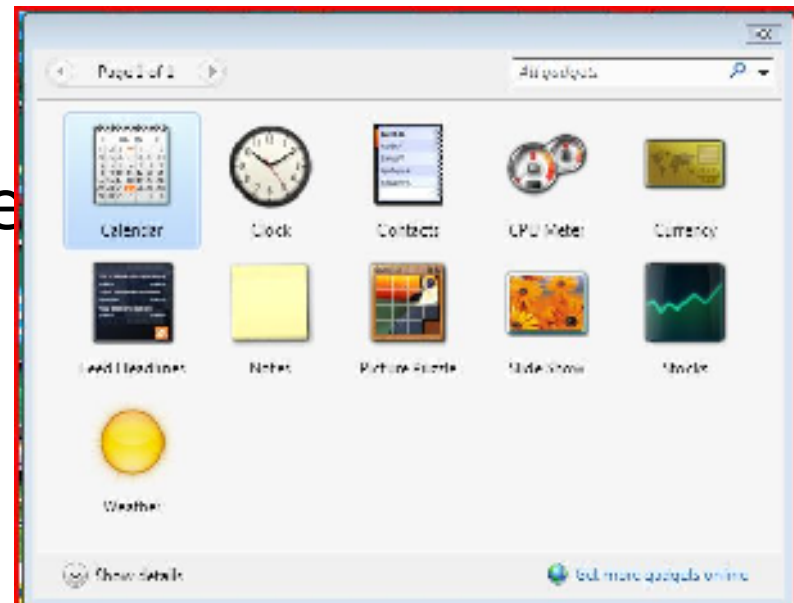 Page 1 of 1
All gadgets
e
Calendar
Clock
Contacts
CPU Meter
Currency
Feed Headlines
Notes
Picture Puzzle
Slide Show
Stocks
Weather
Show details
Get more gadgets online